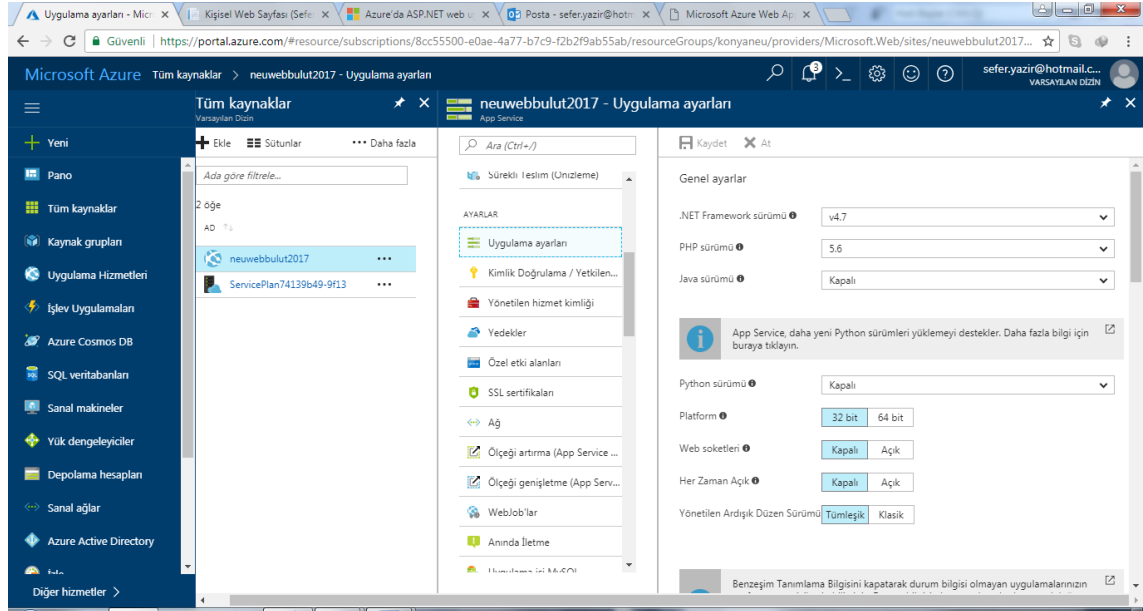 Uygulama ayarları - Micr
Kişisel Web Sayfası (Sefe
Azure'da ASP.NET web u
Posta - sefer.yazir@hotm
Microsoft Azure Web Ap
Güvenli
https://portal.azure.com/#resource/subscriptions/8cc55500-e0ae-4a77-b7c9-f2b2f9ab55ab/resourceGroups/konyaneu/providers/Microsoft.Web/sites/neuwebbulut2017...
Microsoft Azure Tüm kaynaklar > neuwebbulut2017 - Uygulama ayarları
3
sefer.yazir@hotmail.c...
VARSAYILAN DİZİN
Yeni
Pano
Tüm kaynaklar
Kaynak grupları
Uygulama Hizmetleri
İşlev Uygulamaları
Azure Cosmos DB
SQL veritabanları
Sanal makineler
Yük dengeleyiciler
Depolama hesapları
Sanal ağlar
Azure Active Directory
İzle
Diğer hizmetler >
Tüm kaynaklar
Varsayılan Dizin
Ekle
Sütunlar
Daha fazla
Ada göre filtrele...
2 öğe
AD
neuwebbulut2017
ServicePlan74139b49-9f13
neuwebbulut2017 - Uygulama ayarları
App Service
Ara (Ctrl+/)
Sürekli Teslim (Önizleme)
AYARLAR
Uygulama ayarları
Kimlik Doğrulama / Yetkilen...
Yönetilen hizmet kimliği
Yedekler
Özel etki alanları
SSL sertifikaları
Ağ
Ölçeği artırma (App Service ...
Ölçeği genişletme (App Serv...
WebJob'lar
Anında İletme
Uygulama içi MySQL
Kaydet
At
Genel ayarlar
.NET Framework sürümü
v4.7
PHP sürümü
5.6
Java sürümü
Kapalı
App Service, daha yeni Python sürümleri yüklemeyi destekler. Daha fazla bilgi için
buraya tıklayın.
Python sürümü
Kapalı
Platform
32 bit
64 bit
Web soketleri
Kapalı
Açık
Her Zaman Açık
Kapalı
Açık
Yönetilen Ardışık Düzen Sürümü
Tümleşik
Klasik
Benzeşim Tanımlama Bilgisini kapatarak durum bilgisi olmayan uygulamalarınızın